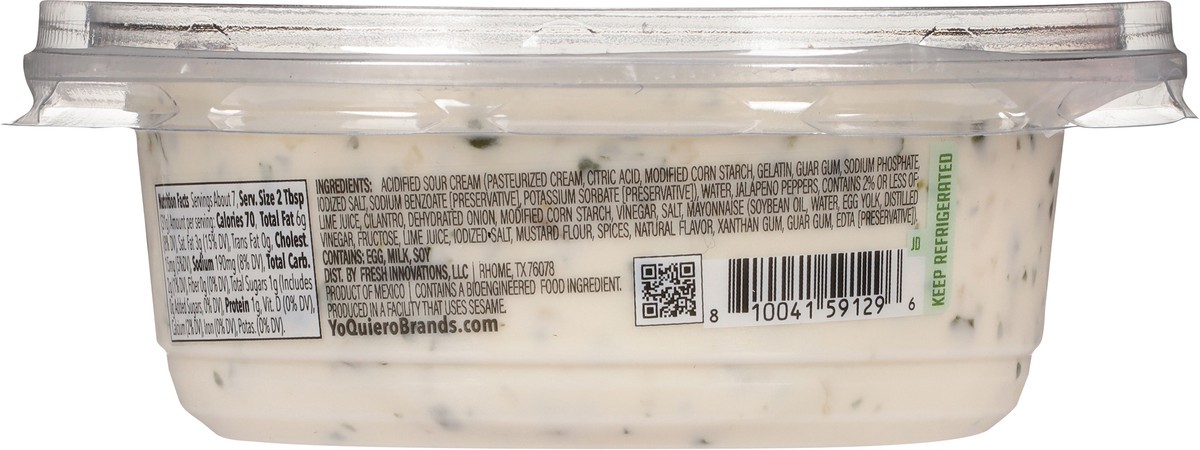 Nutrition Facts Servings About 7, Serv. Size 2 Tbsp
Amount per serving: Calories 70, Total Fat 6g
DV), Sat. Fat 3g (15% DV), Trans Fat 0g, Cholest.
(5%DV), Sodium 190mg (8% DV), Total Carb.
DV), Fiber 0g (0% DV), Total Sugars 1g (Includes
Added Sugars, 0% DV), Protein 1g, Vit. D (0% DV),
Calcium (2% DV), Iron (0% DV), Potas. (0% DV).
INGREDIENTS: ACIDIFIED SOUR CREAM (PASTEURIZED CREAM, CITRIC ACID, MODIFIED CORN STARCH, GELATIN, GUAR GUM, SODIUM PHOSPHATE
IODIZED SALT, SODIUM BENZOATE [PRESERVATIVE], POTASSIUM SORBATE [PRESERVATIVE]), WATER, JALAPENO PEPPERS, CONTAINS 2% OR LESS OF
LIME JUICE, CILANTRO, DEHYDRATED ONION, MODIFIED CORN STARCH, VINEGAR, SALT, MAYONNAISE (SOYBEAN OIL, WATER, EGG YOLK, DISTILLED
VINEGAR, FRUCTOSE, LIME JUICE, IODIZED SALT, MUSTARD FLOUR, SPICES, NATURAL FLAVOR, XANTHAN GUM, GUAR GUM, EDTA [PRESERVATIVE]),
CONTAINS: EGG, MILK, SOY
DIST. BY FRESH INNOVATIONS, LLC | RHOME, TX 76078
PRODUCT OF MEXICO | CONTAINS A BIOENGINEERED FOOD INGREDIENT.
PRODUCED IN A FACILITY THAT USES SESAME.
YoQuieroBrands.com
8 10041 59129 6
JD
KEEP REFRIGERATED